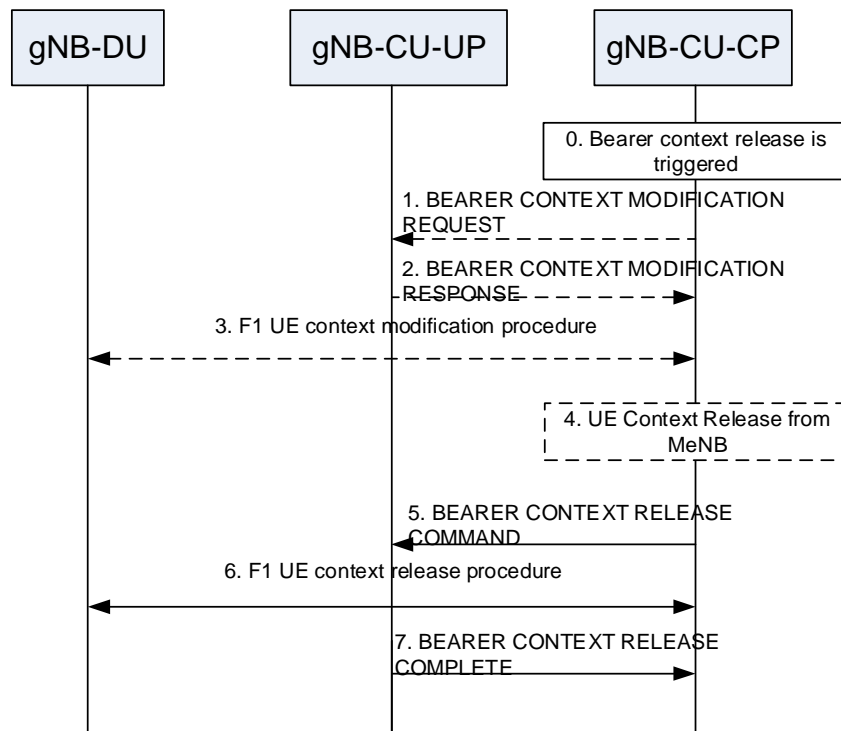 gNB-DU
gNB-CU-UP
gNB-CU-CP
0. Bearer context release is
triggered
1. BEARER CONTEXT MODIFICATION
REQUEST
2. BEARER CONTEXT MODIFICATION
RESPONSE
3. F1 UE context modification procedure
4. UE Context Release from
MeNB
5. BEARER CONTEXT RELEASE
COMMAND
6. F1 UE context release procedure
7. BEARER CONTEXT RELEASE
COMPLETE